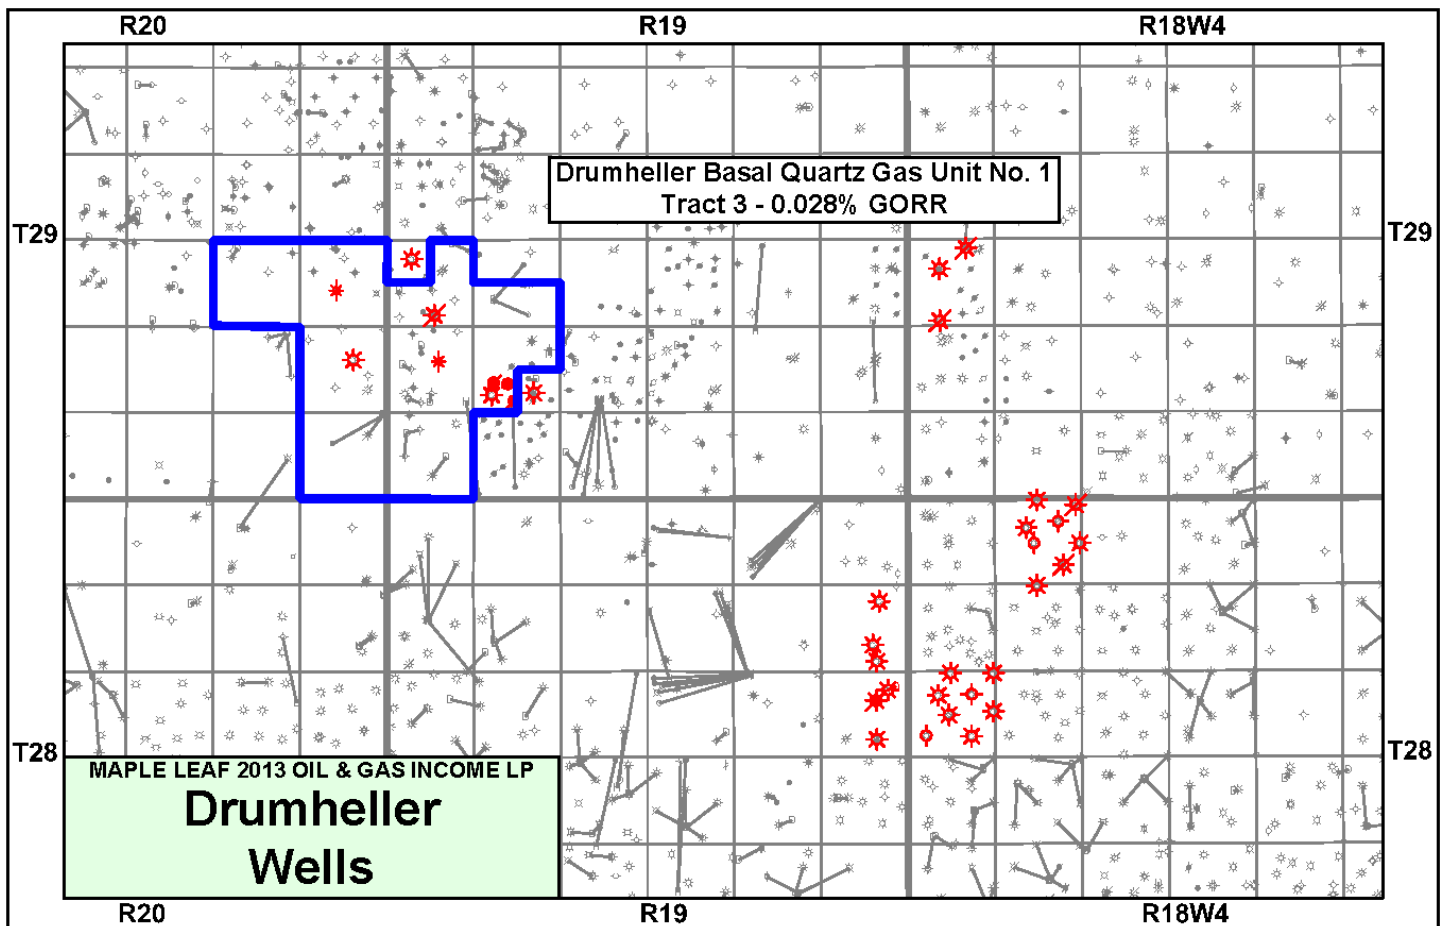 R20 R19 R18W4
Drumheller Basal Quartz Gas Unit No. 1
Tract 3 - 0.028% GORR
T29 T29
T28 T28
MAPLE LEAF 2013 OIL & GAS INCOME LP
Drumheller
Wells
R20 R19 R18W4